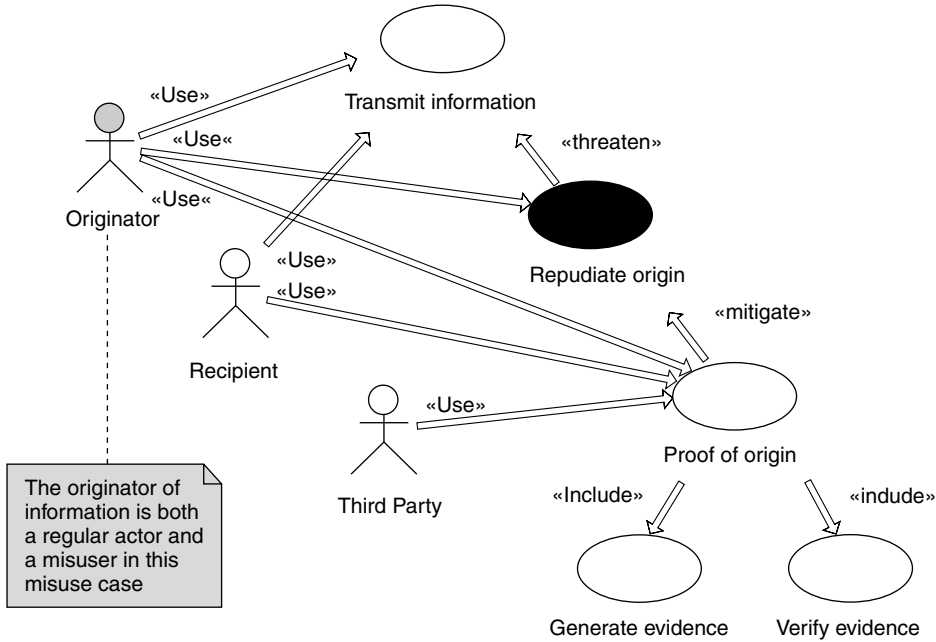 «Use»
Transmit information
«Use«
«threaten»
«Use«
Originator
«Use»
Repudiate origin
«Use»
«mitigate»
Recipient
«Use»
Proof of origin
The originator of
information is both
a regular actor and
a misuser in this
misuse case
Third Party
«Include»
«indude»
Generate evidence
Verify evidence